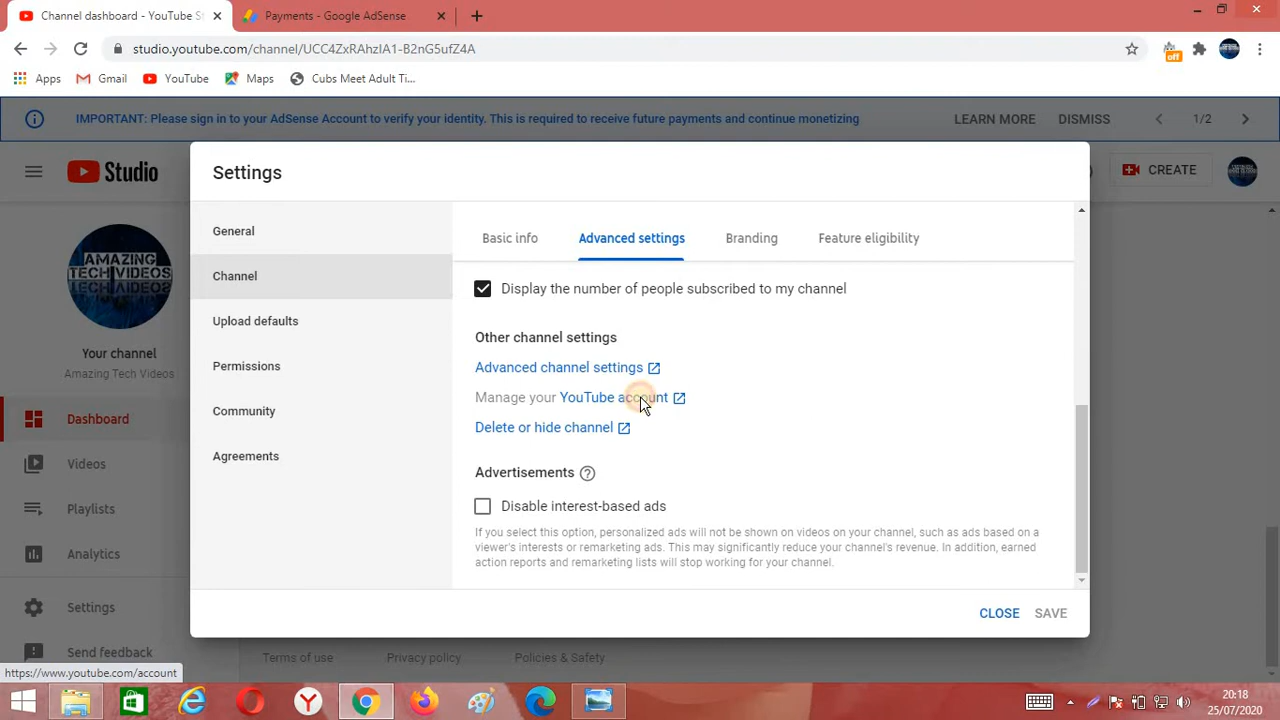 Channel dashboard - YouTube St
Payments - Google AdSense
studio.youtube.com/channel/UCC4ZxRAhzIA1-B2nG5ufZ4A
off
Apps
Gmail
YouTube
Maps
Cubs Meet Adult Ti...
IMPORTANT: Please sign in to your AdSense Account to verify your identity. This is required to receive future payments and continue monetizing
LEARN MORE
DISMISS
1/2
Studio
CREATE
Settings
AMAZING
TECH VIDEOS
Your channel
Amazing Tech Videos
Dashboard
Videos
Playlists
Analytics
Settings
Send feedback
General
Channel
Upload defaults
Permissions
Community
Agreements
Basic info
Advanced settings
Branding
Feature eligibility
Display the number of people subscribed to my channel
Other channel settings
Advanced channel settings
Manage your YouTube account
Delete or hide channel
Advertisements
Disable interest-based ads
If you select this option, personalized ads will not be shown on videos on your channel, such as ads based on a
viewer's interests or remarketing ads. This may significantly reduce your channel's revenue. In addition, earned
action reports and remarketing lists will stop working for your channel.
CLOSE
SAVE
Terms of use
Privacy policy
Policies & Safety
https://www.youtube.com/account
20:18
25/07/2020